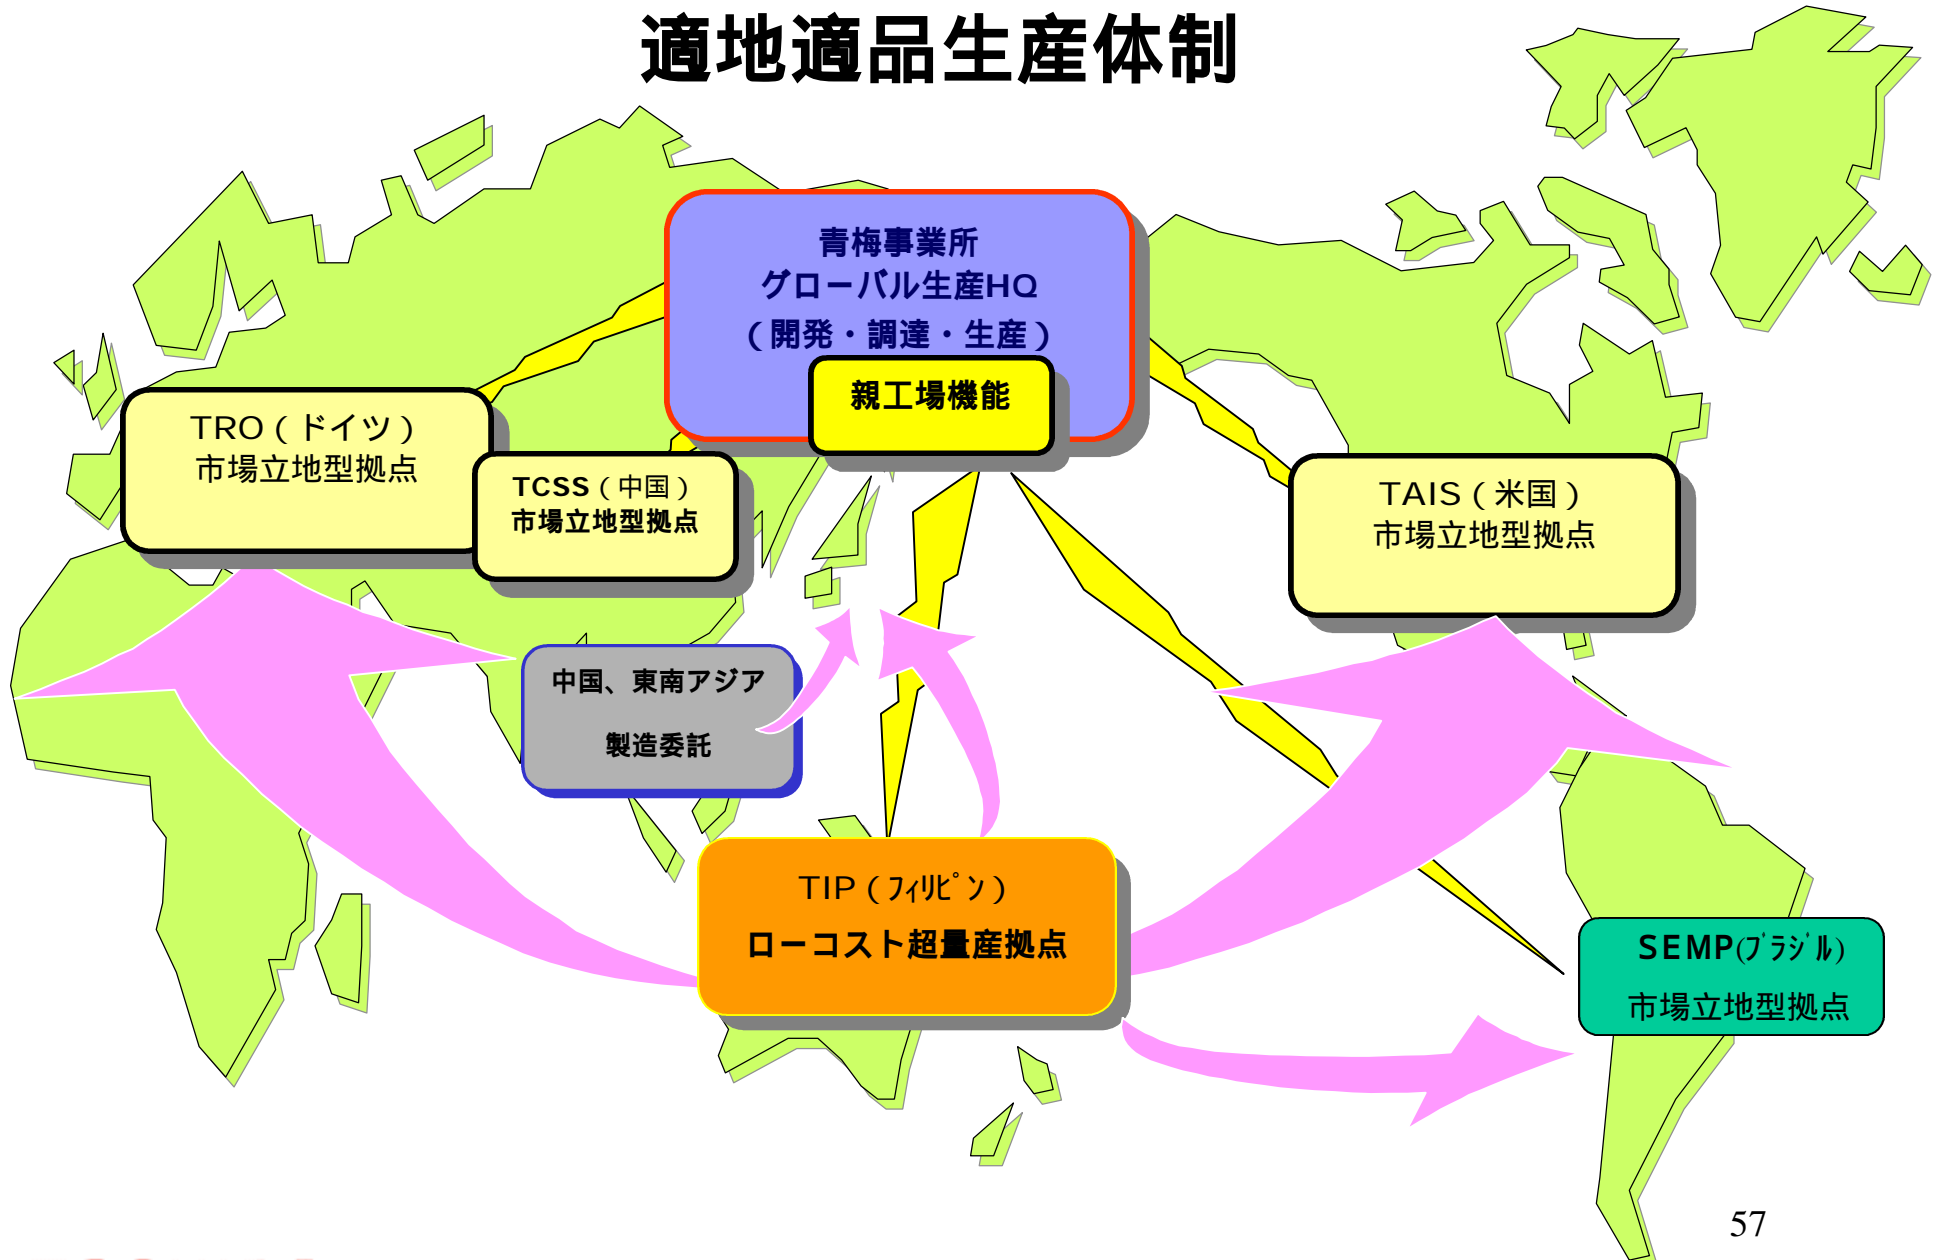 適地適品生産体制
青梅事業所
グローバル生産HQ
（開発・調達・生産）
親工場機能
TRO（ドイツ）
市場立地型拠点
TCSS（中国）
市場立地型拠点
TAIS（米国）
市場立地型拠点
中国、東南アジア
製造委託
TIP（ﾌｨﾘﾋﾟﾝ）
ローコスト超量産拠点
SEMP(ﾌﾞﾗｼﾞﾙ)
市場立地型拠点
57